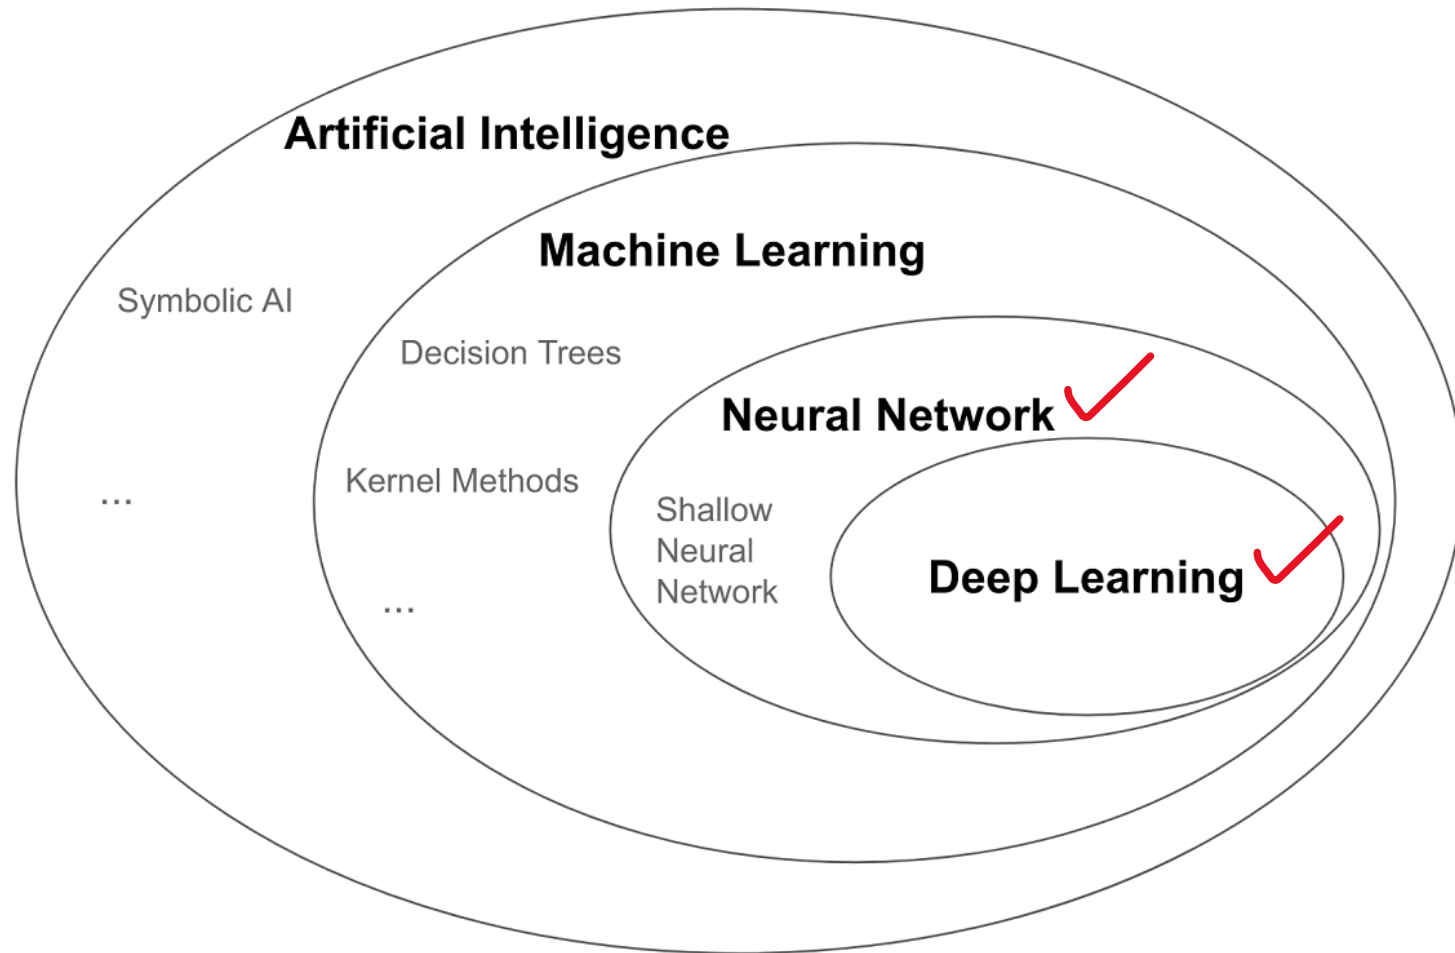 Artificial Intelligence
Machine Learning
Symbolic AI
Decision Trees
Neural Network
Kernel Methods
...
Shallow
Neural
Network
Deep Learning
...